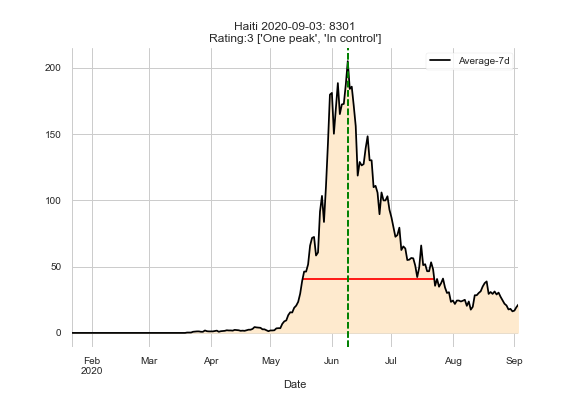 Haiti 2020-09-03: 8301
Rating:3 ['One peak', 'In control']
Average-7d
200
150
100
50
0
Feb Mar Apr May Jun Jul Aug Sep
2020
Date